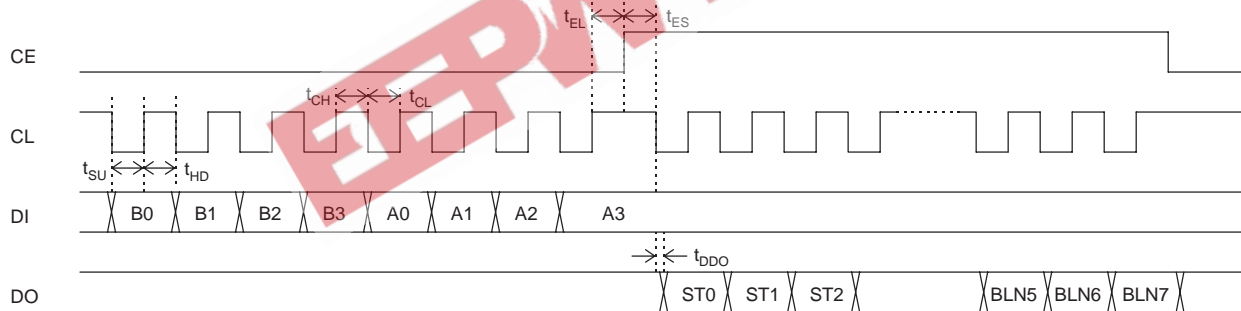 tEL tES
CE
tCH tCL
CL
tSU tHD
DI B0 B1 B2 B3 A0 A1 A2 A3
tDDO
DO ST0 ST1 ST2 BLN5 BLN6 BLN7